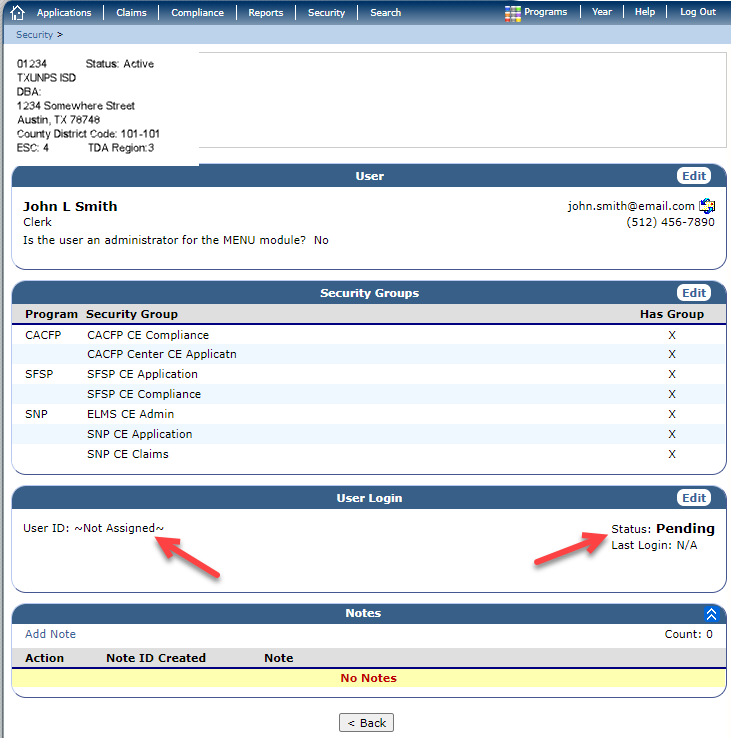 Applications Claims Compliance Reports Security Search Programs Year Help Log Out
Security >
01234 Status: Active
TXUNPS ISD
DBA:
1234 Somewhere Street
Austin, TX 78748
County District Code: 101-101
ESC: 4 TDA Region:3
User Edit
John L Smith john.smith@email.com
Clerk (512) 456-7890
Is the user an administrator for the MENU module? No
Security Groups Edit
Program Security Group Has Group
CACFP CACFP CE Compliance X
CACFP Center CE Applicatn X
SFSP SFSP CE Application X
SFSP CE Compliance X
SNP ELMS CE Admin X
SNP CE Application X
SNP CE Claims X
User Login Edit
User ID: ~Not Assigned~ Status: Pending
Last Login: N/A
Notes
Add Note Count: 0
Action Note ID Created Note
No Notes
< Back